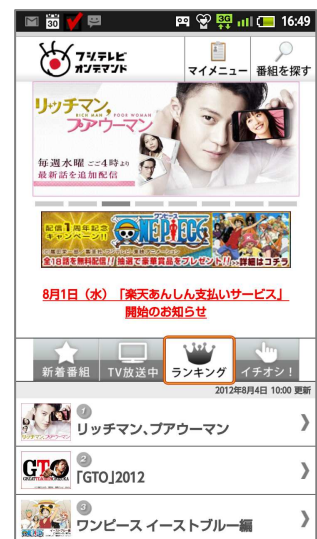 30
3G
16:49
フジテレビ
オンデマンド
マイメニュー
番組を探す
リッチマン,
RICH MAN, POOR WOMAN
プアウーマン
毎週水曜 ごご4時より
最新話を追加配信
配信1周年記念
キャンペーン!!
ONE PIECE
全18話を無料配信!! 抽選で豪華賞品をプレゼント!!
詳細はコチラ
8月1日（水）「楽天あんしん支払いサービス」
開始のお知らせ
新着番組
TV放送中
ランキング
イチオシ！
2012年8月4日 10:00 更新
1
リッチマン、プアウーマン
2
GTO
「GTO」2012
3
ワンピース イーストブルー編